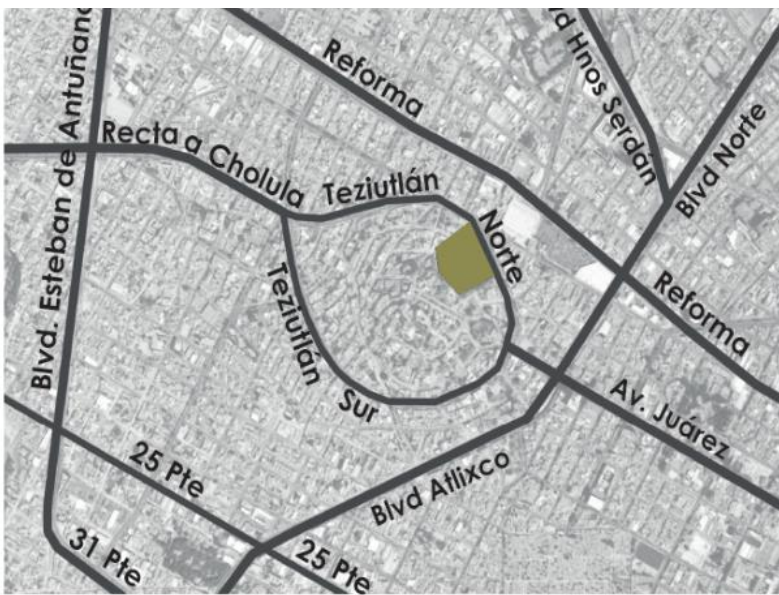 Blvd. Esteban de Antuñano
Reforma
vd Hnos Serdán
Blvd Norte
Recta a Cholula
Teziutlán
Norte
Teziutlán
Sur
Reforma
Av. Juárez
25 Pte
Blvd Atlixco
31 Pte
25 Pte